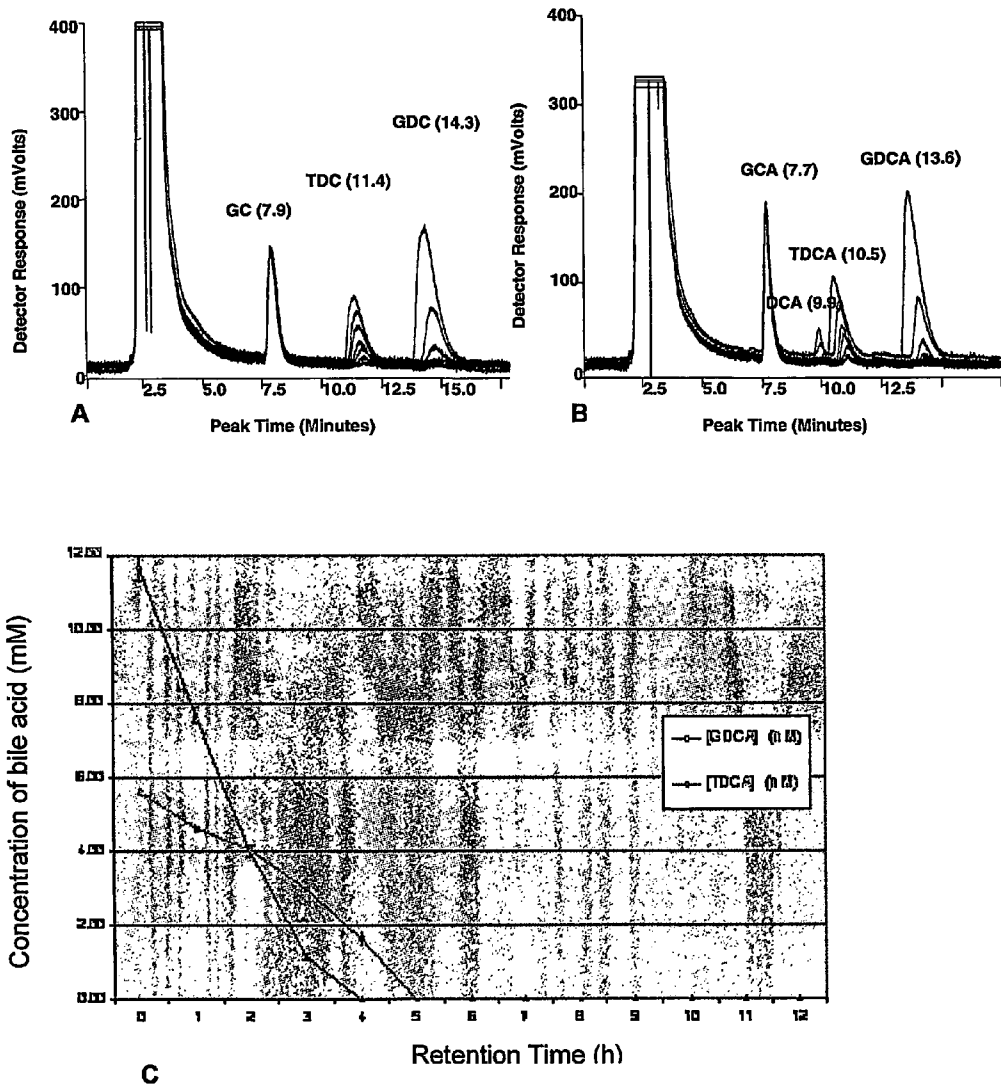 400
300
200
100
0
Detector Response (mVolts)
GC (7.9)
TDC (11.4)
GDC (14.3)
2.5 5.0 7.5 10.0 12.5 15.0
A
Peak Time (Minutes)
400
300
200
100
0
Detector Response (mVolts)
GCA (7.7)
GDCA (13.6)
TDCA (10.5)
DCA (9.9)
2.5 5.0 7.5 10.0 12.5
B
Peak Time (Minutes)
Concentration of bile acid (mM)
12.00
10.00
8.00
6.00
4.00
2.00
0.00
[GDCA]
[TDCA]
0 1 2 3 4 5 6 7 8 9 10 11 12
Retention Time (h)
C